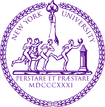 NEW YORK UNIVERSITY
PERSTARE ET PRÆSTARE
MDCCCXXXI